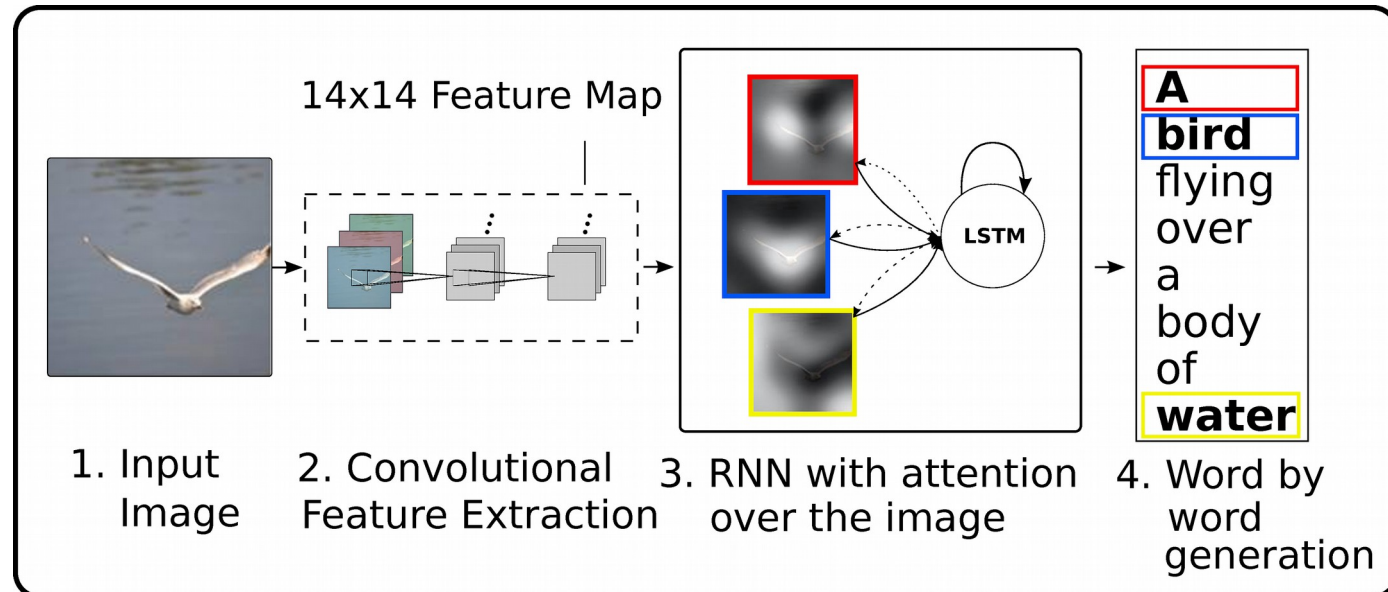 14x14 Feature Map
LSTM
A
bird
flying
over
a
body
of
water
1. Input
Image
2. Convolutional
Feature Extraction
3. RNN with attention
over the image
4. Word by
word
generation